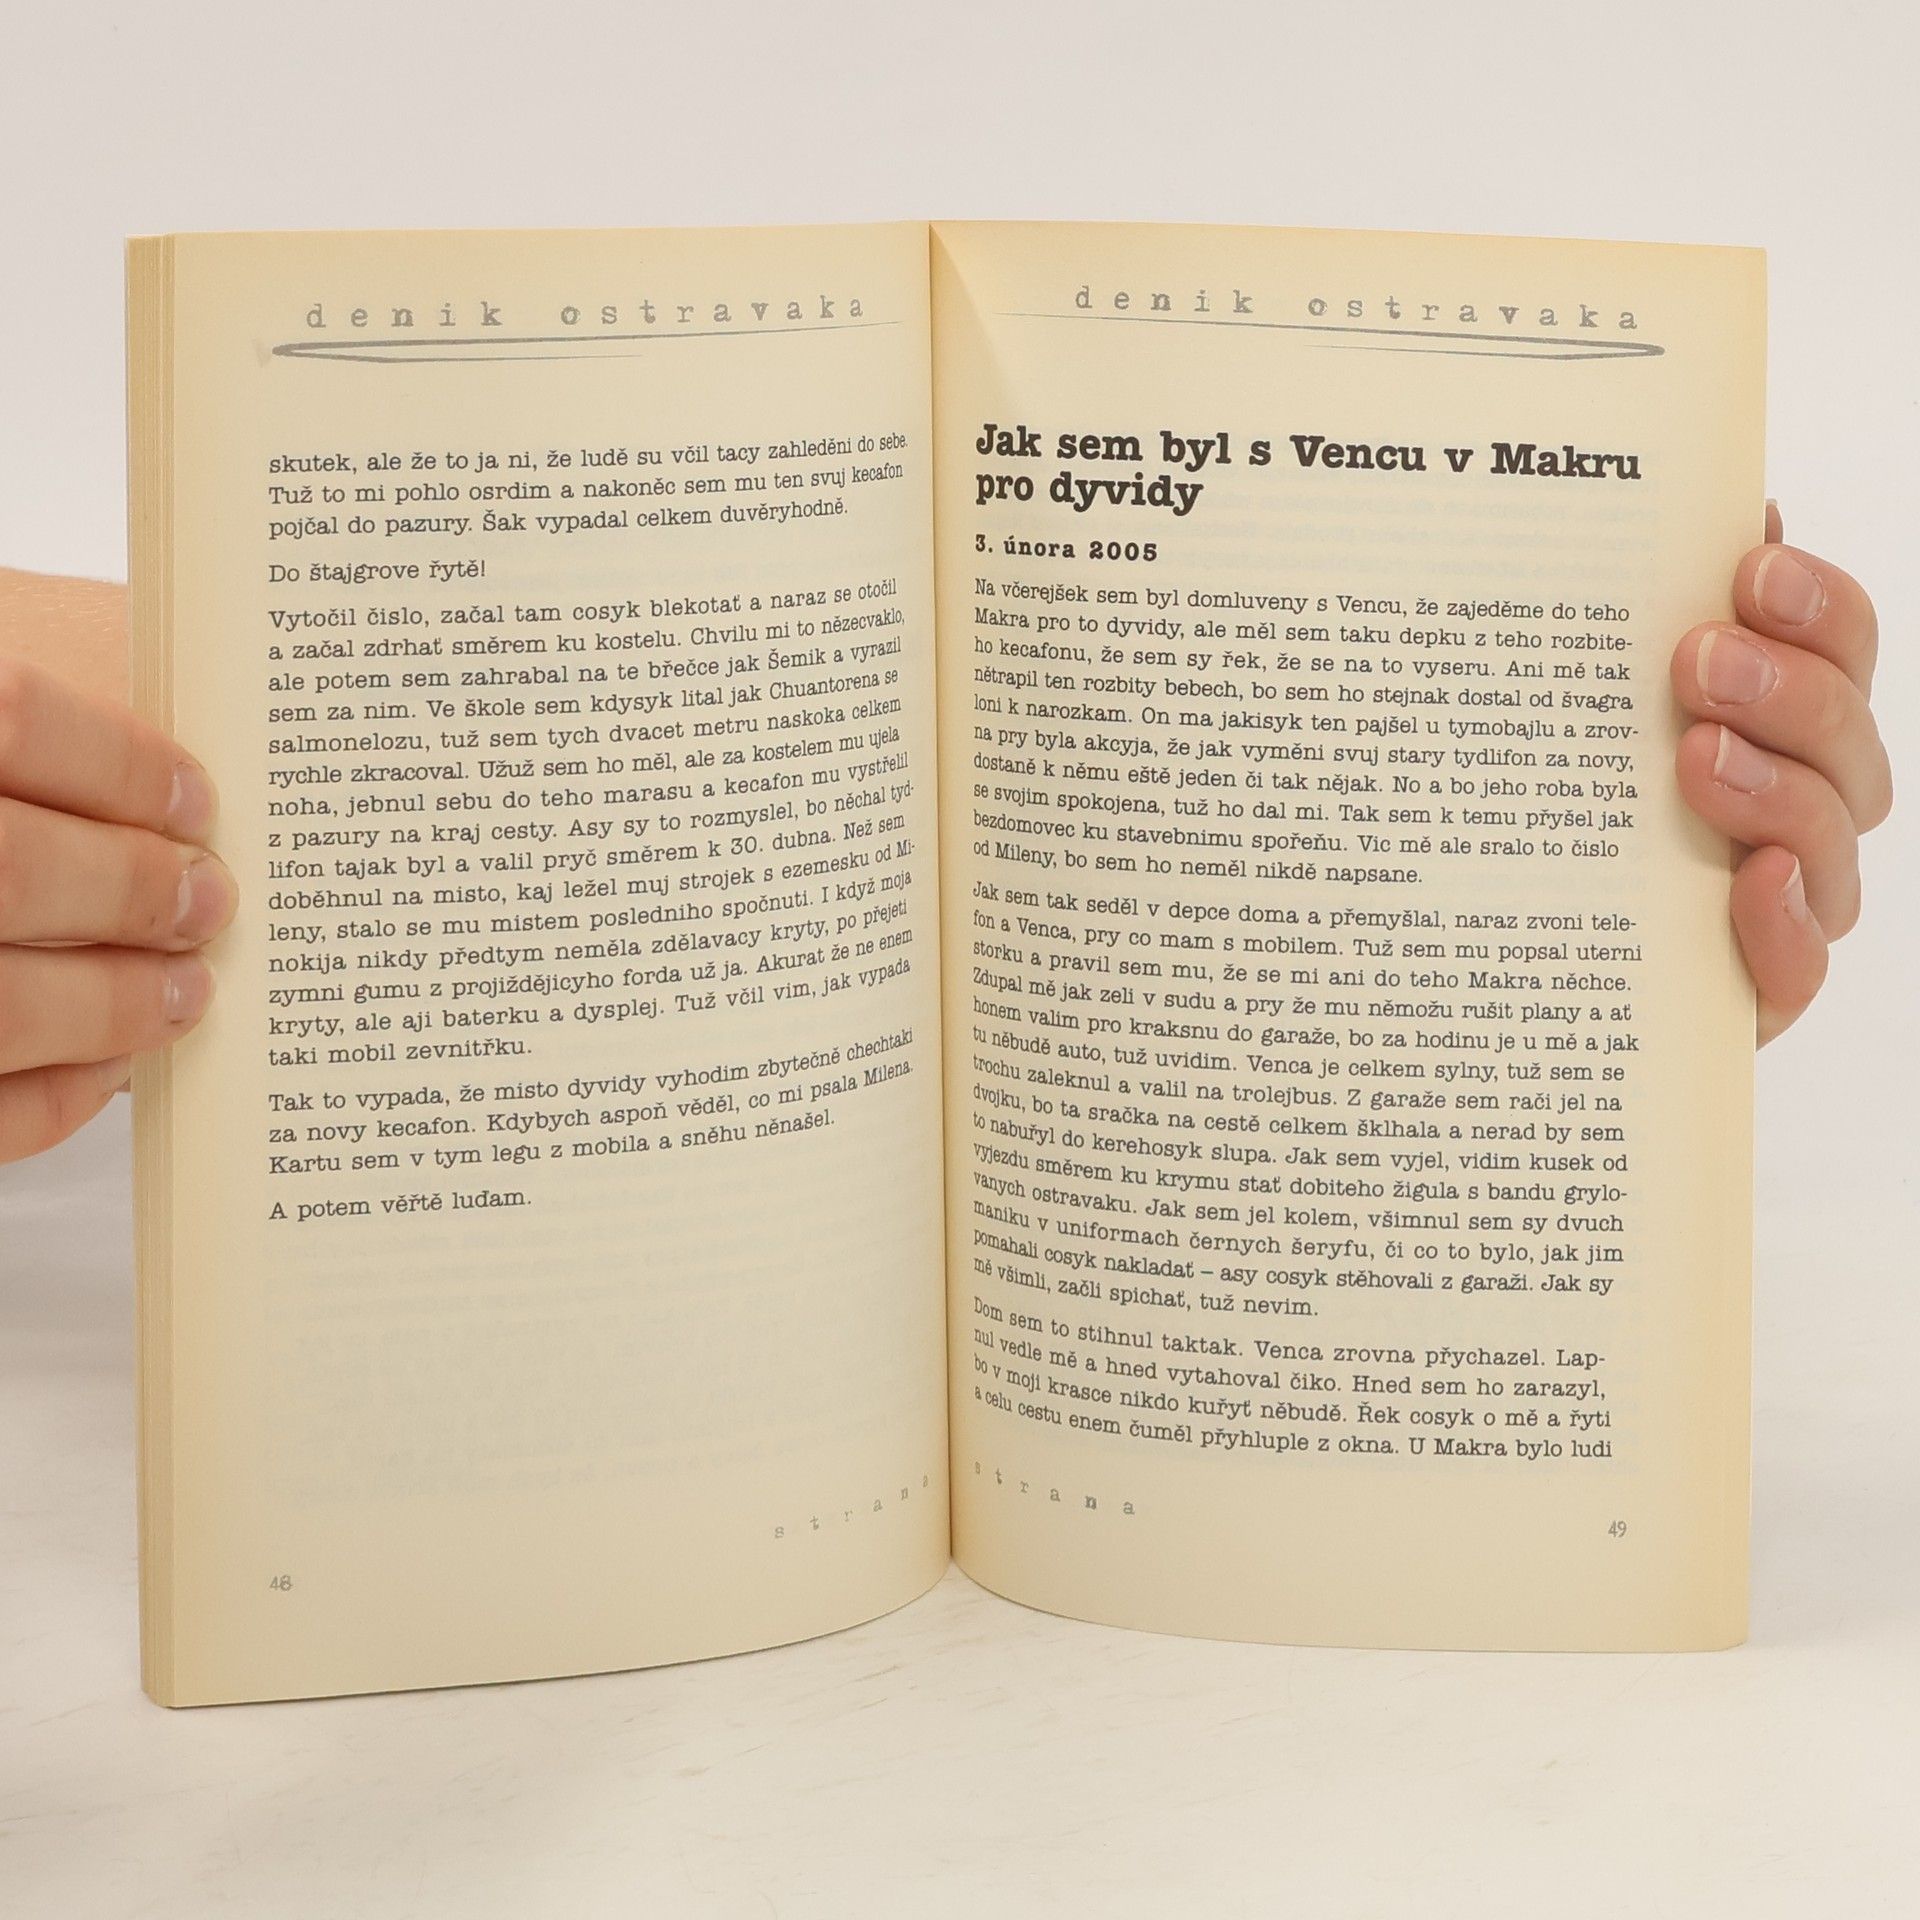 denik ostravaka
skutek, ale že to ja ni, že ludě su včil tacy zahleděni do sebe.
Tuž to mi pohlo osrdim a nakoněc sem mu ten svuj kecafon
pojčal do pazury. Šak vypadal celkem duvěryhodně.
Do štajgrove řytě!
Vytočil čislo, začal tam cosyk blekotať a naraz se otočil
a začal zdrhať směrem ku kostelu. Chvilu mi to nězecvaklo,
ale potem sem zahrabal na te břečce jak Šemik a vyrazil
sem za nim. Ve škole sem kdysyk lital jak Chuantorena se
salmonelozu, tuž sem tych dvacet metru naskoka celkem
rychle zkracoval. Užuž sem ho měl, ale za kostelem mu ujela
noha, jebnul sebu do teho marasu a kecafon mu vystřelil
z pazury na kraj cesty. Asy sy to rozmyslel, bo něchal tyd-
lifon tajak byl a valil pryč směrem k 30. dubna. Než sem
doběhnul na misto, kaj ležel muj strojek s ezemesku od Mi-
leny, stalo se mu mistem posledniho spočnuti. I když moja
nokija nikdy předtym neměla zdělavacy kryty, po přejeti
zymni gumu z projiždějicyho forda už ja. Akurat že ne enem
kryty, ale aji baterku a dysplej. Tuž včil vim, jak vypada
taki mobil zevnitřku.
Tak to vypada, že misto dyvidy vyhodim zbytečně chechtaki
za novy kecafon. Kdybych aspoň věděl, co mi psala Milena.
Kartu sem v tym legu z mobila a sněhu něnašel.
A potem věřtě luďam.
strana
48
denik ostravaka
Jak sem byl s Vencu v Makru
pro dyvidy
3. února 2005
Na včerejšek sem byl domluveny s Vencu, že zajeděme do teho
Makra pro to dyvidy, ale měl sem taku depku z teho rozbite-
ho kecafonu, že sem sy řek, že se na to vyseru. Ani mě tak
nětrapil ten rozbity bebech, bo sem ho stejnak dostal od švagra
loni k narozkam. On ma jakisyk ten pajšel u tymobajlu a zrov-
na pry byla akcyja, že jak vyměni svuj stary tydlifon za novy,
dostaně k němu eště jeden či tak nějak. No a bo jeho roba byla
se svojim spokojena, tuž ho dal mi. Tak sem k temu přyšel jak
bezdomovec ku stavebnimu spořeňu. Vic mě ale sralo to čislo
od Mileny, bo sem ho neměl nikdě napsane.
Jak sem tak seděl v depce doma a přemyšlal, naraz zvoni tele-
fon a Venca, pry co mam s mobilem. Tuž sem mu popsal uterni
storku a pravil sem mu, že se mi ani do teho Makra něchce.
Zdupal mě jak zeli v sudu a pry že mu němožu rušit plany a ať
honem valim pro kraksnu do garaže, bo za hodinu je u mě a jak
tu něbudě auto, tuž uvidim. Venca je celkem sylny, tuž sem se
trochu zaleknul a valil na trolejbus. Z garaže sem rači jel na
dvojku, bo ta sračka na cestě celkem šklhala a nerad by sem
to nabuřyl do kerehosyk slupa. Jak sem vyjel, vidim kusek od
vyjezdu směrem ku krymu stať dobiteho žigula s bandu grylo-
vanych ostravaku. Jak sem jel kolem, všimnul sem sy dvuch
maniku v uniformach černych šeryfu, či co to bylo, jak jim
pomahali cosyk nakladať – asy cosyk stěhovali z garaži. Jak sy
mě všimli, začli spichať, tuž nevim.
Dom sem to stihnul taktak. Venca zrovna přychazel. Lap-
nul vedle mě a hned vytahoval čiko. Hned sem ho zarazyl,
bo v moji krasce nikdo kuřyť něbudě. Řek cosyk o mě a řyti
a celu cestu enem čuměl přyhluple z okna. U Makra bylo ludi
strana
49